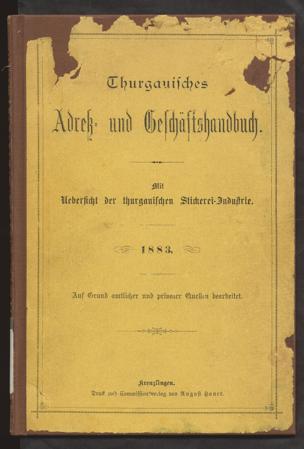 Thurgauisches
Adreß- und Geschäftshandbuch.
Mit
Uebersicht der thurgauischen Stickerei-Industrie.
1883.
Auf Grund amtlicher und privater Quellen bearbeitet.
Kreuzlingen.
Druck und Commissionsverlag von August